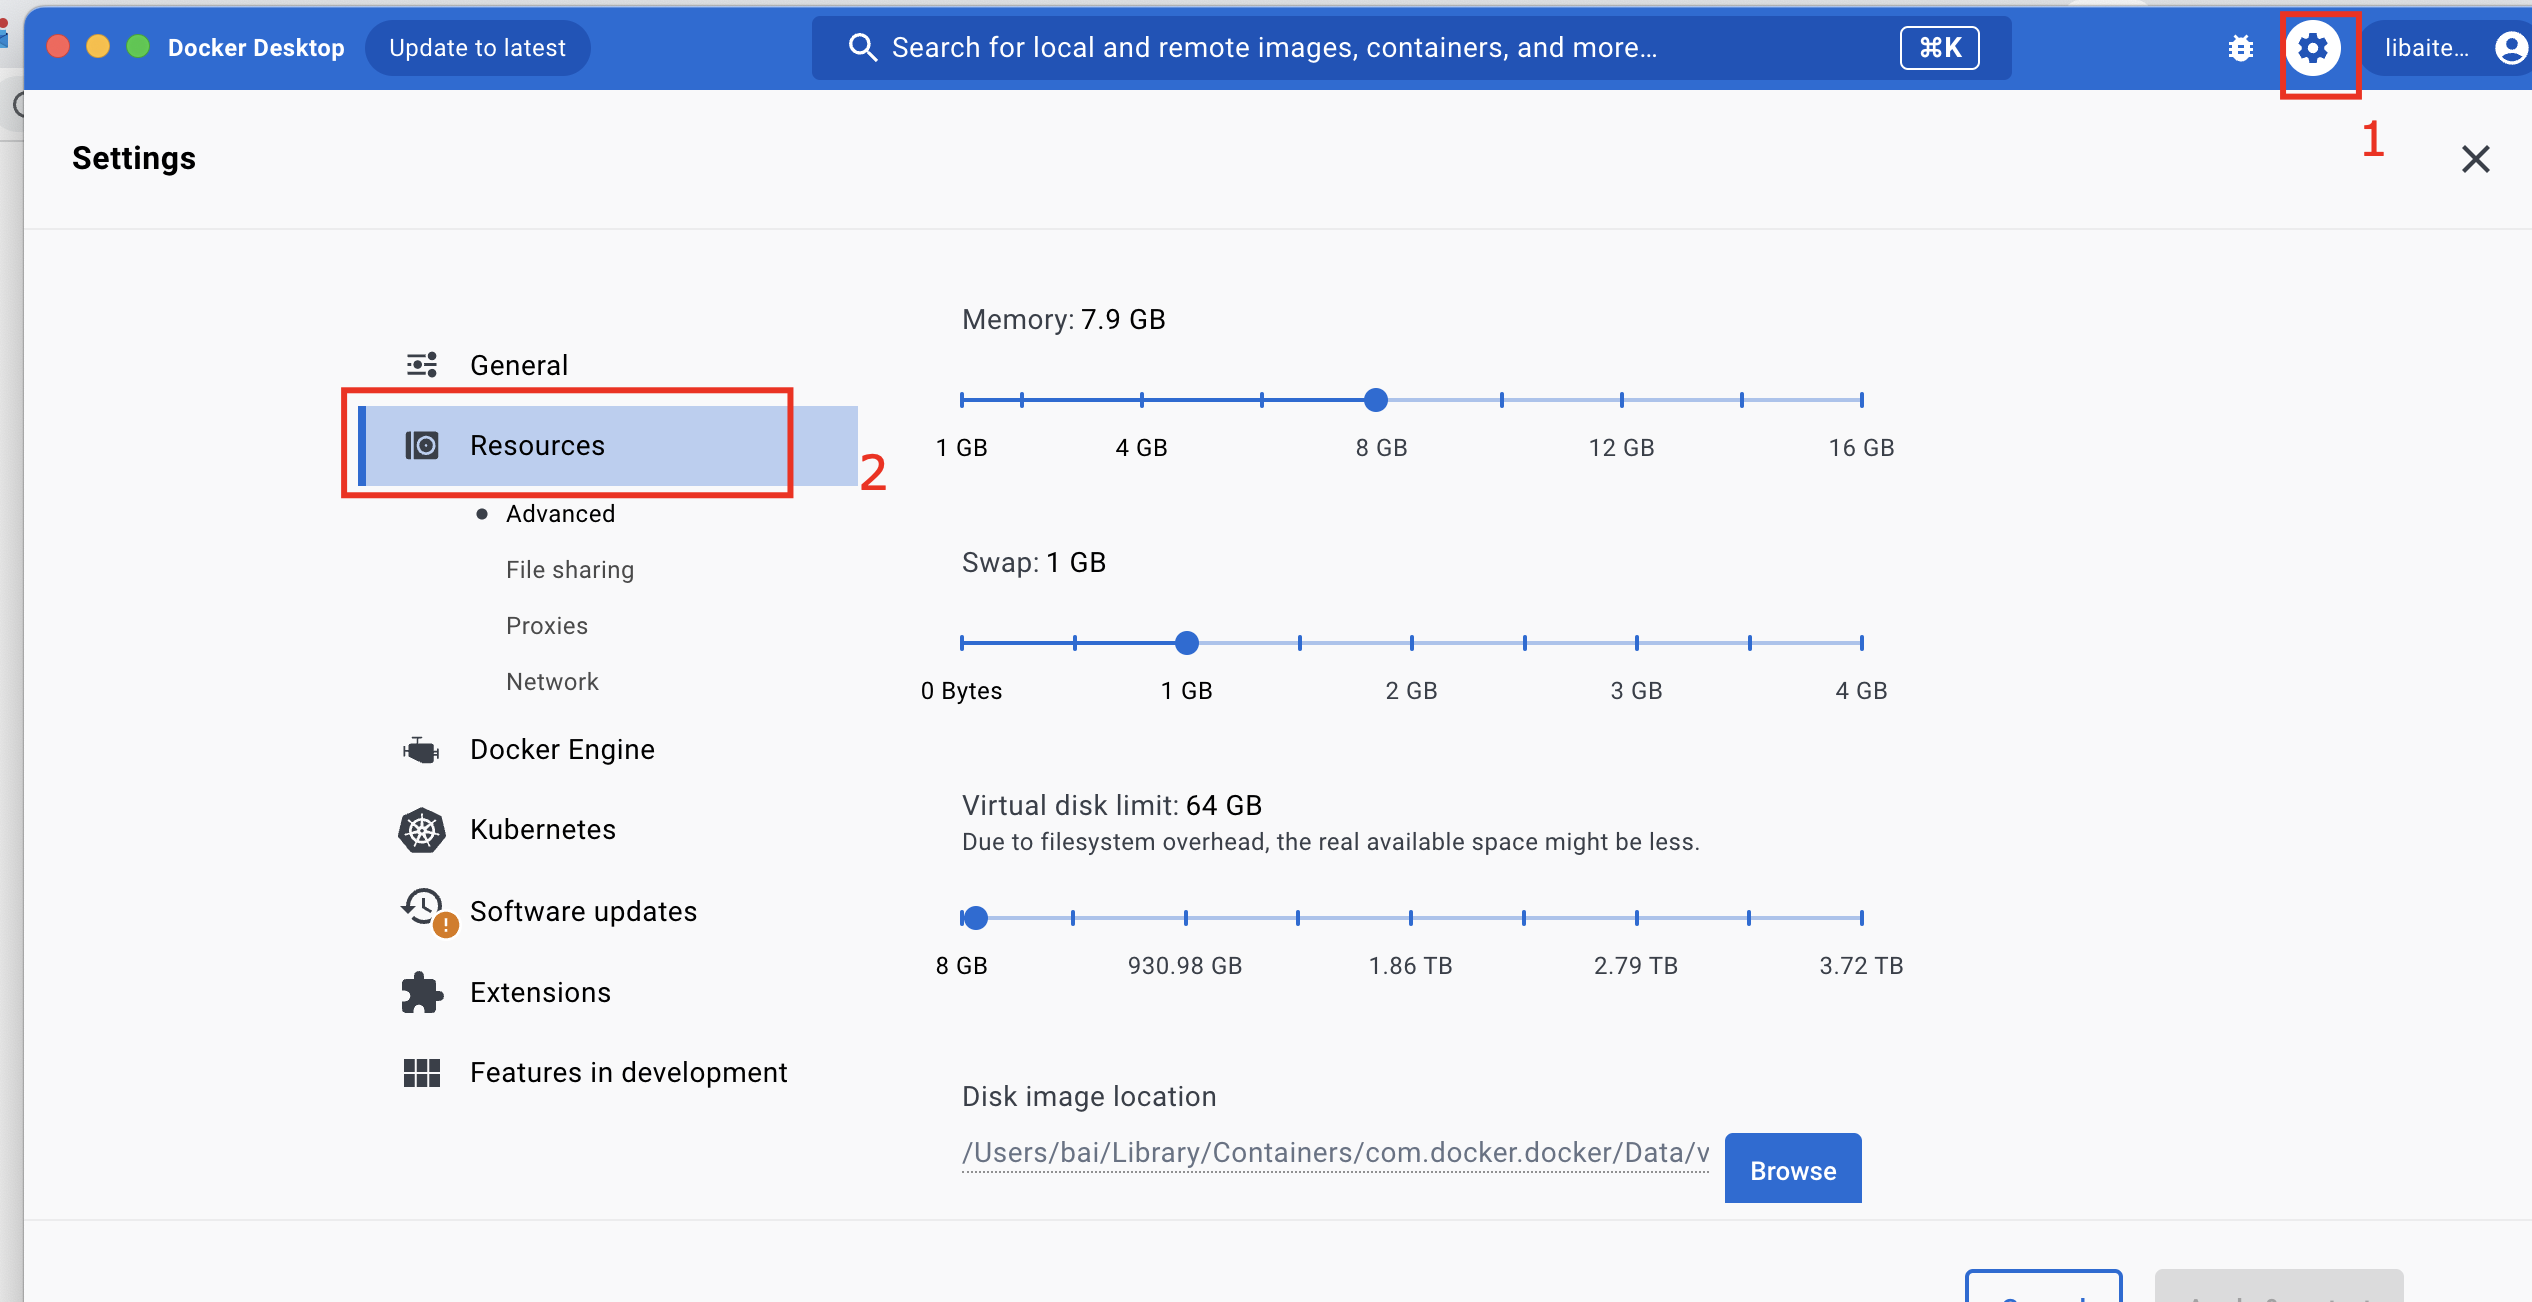 Docker Desktop
Update to latest
Search for local and remote images, containers, and more...
⌘K
libaite...
1
Settings
General
Resources
2
Advanced
File sharing
Proxies
Network
Docker Engine
Kubernetes
Software updates
Extensions
Features in development
Memory: 7.9 GB
1 GB 4 GB 8 GB 12 GB 16 GB
Swap: 1 GB
0 Bytes 1 GB 2 GB 3 GB 4 GB
Virtual disk limit: 64 GB
Due to filesystem overhead, the real available space might be less.
8 GB 930.98 GB 1.86 TB 2.79 TB 3.72 TB
Disk image location
/Users/bai/Library/Containers/com.docker.docker/Data/v
Browse